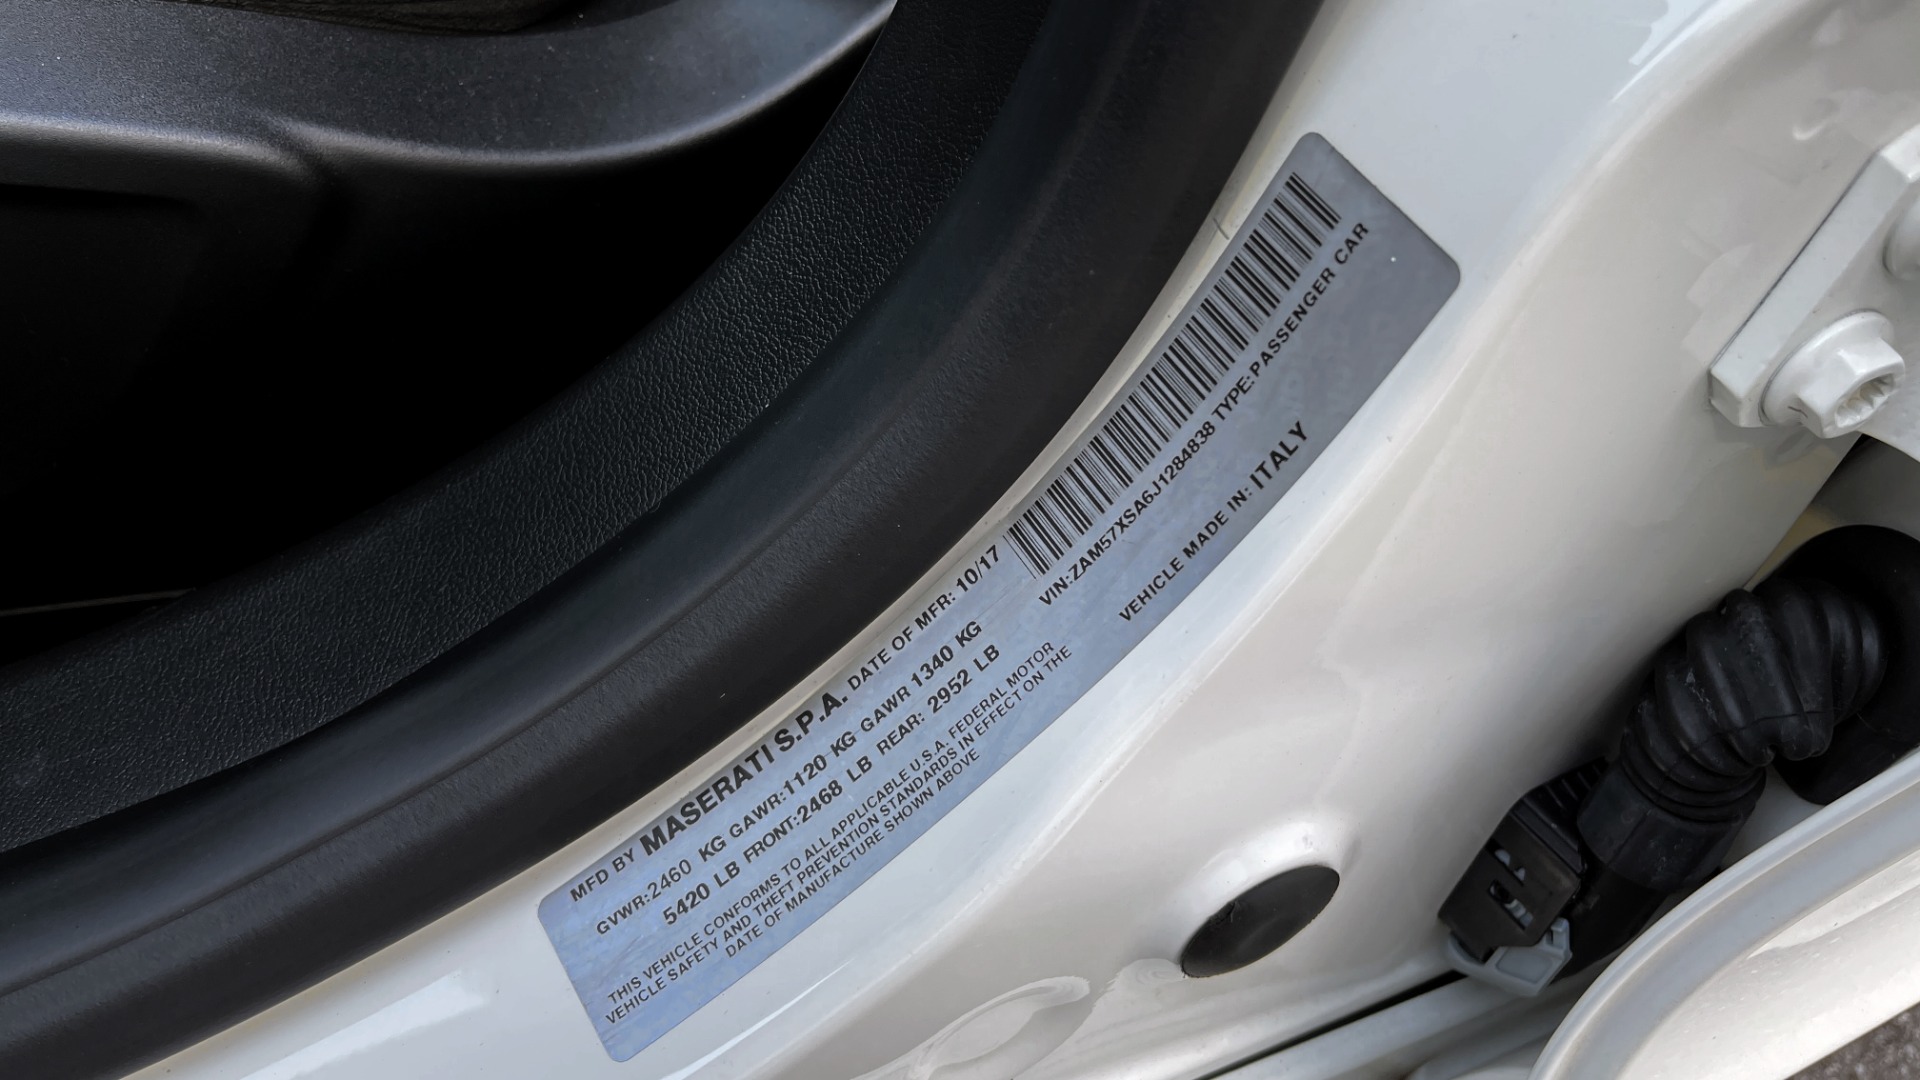 MFD BY MASERATI S.P.A. DATE OF MFR: 10/17
GVWR:2460 KG GAWR:1120 KG GAWR 1340 KG
5420 LB FRONT:2468 LB REAR: 2952 LB
THIS VEHICLE CONFORMS TO ALL APPLICABLE U.S.A. FEDERAL MOTOR
VEHICLE SAFETY AND THEFT PREVENTION STANDARDS IN EFFECT ON THE
DATE OF MANUFACTURE SHOWN ABOVE
VIN:ZAM57XSA6J1284838 TYPE:PASSENGER CAR
VEHICLE MADE IN: ITALY